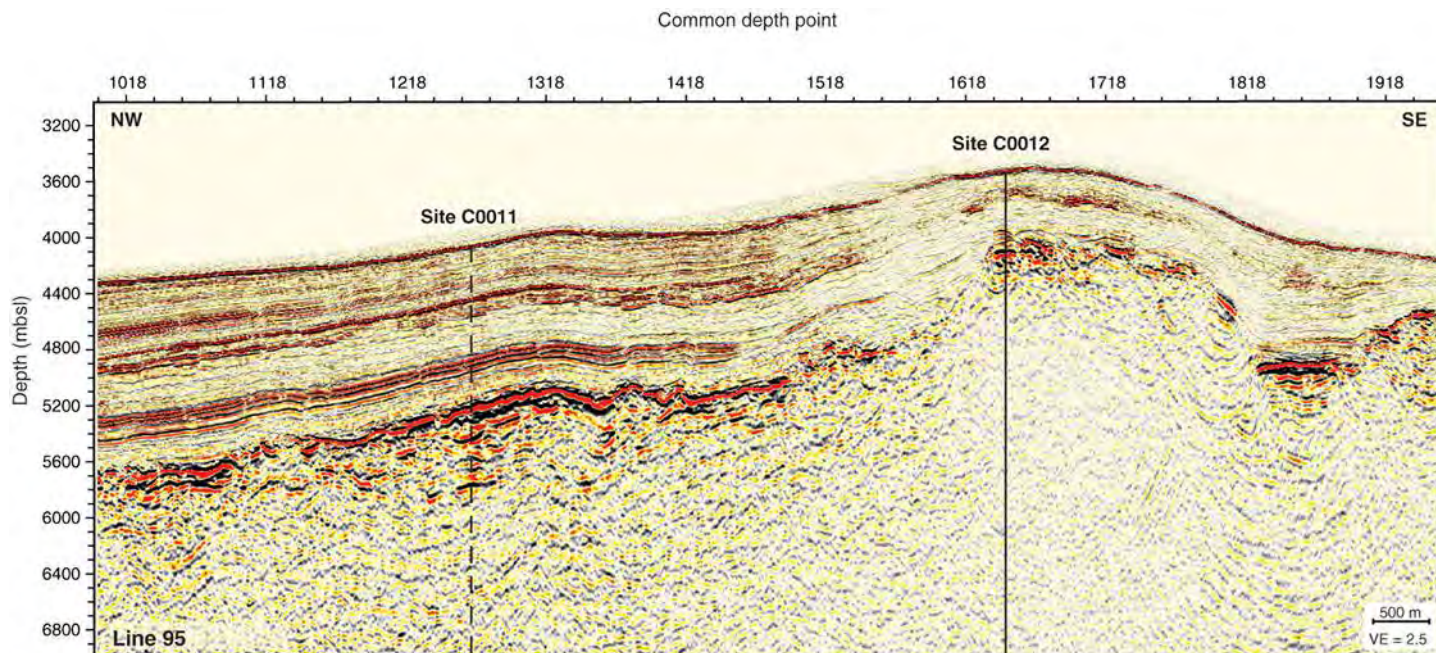 Common depth point
1018 1118 1218 1318 1418 1518 1618 1718 1818 1918
NW SE
Site C0012
Site C0011
Depth (mbsl)
3200
3600
4000
4400
4800
5200
5600
6000
6400
6800
Line 95
500 m
VE = 2.5